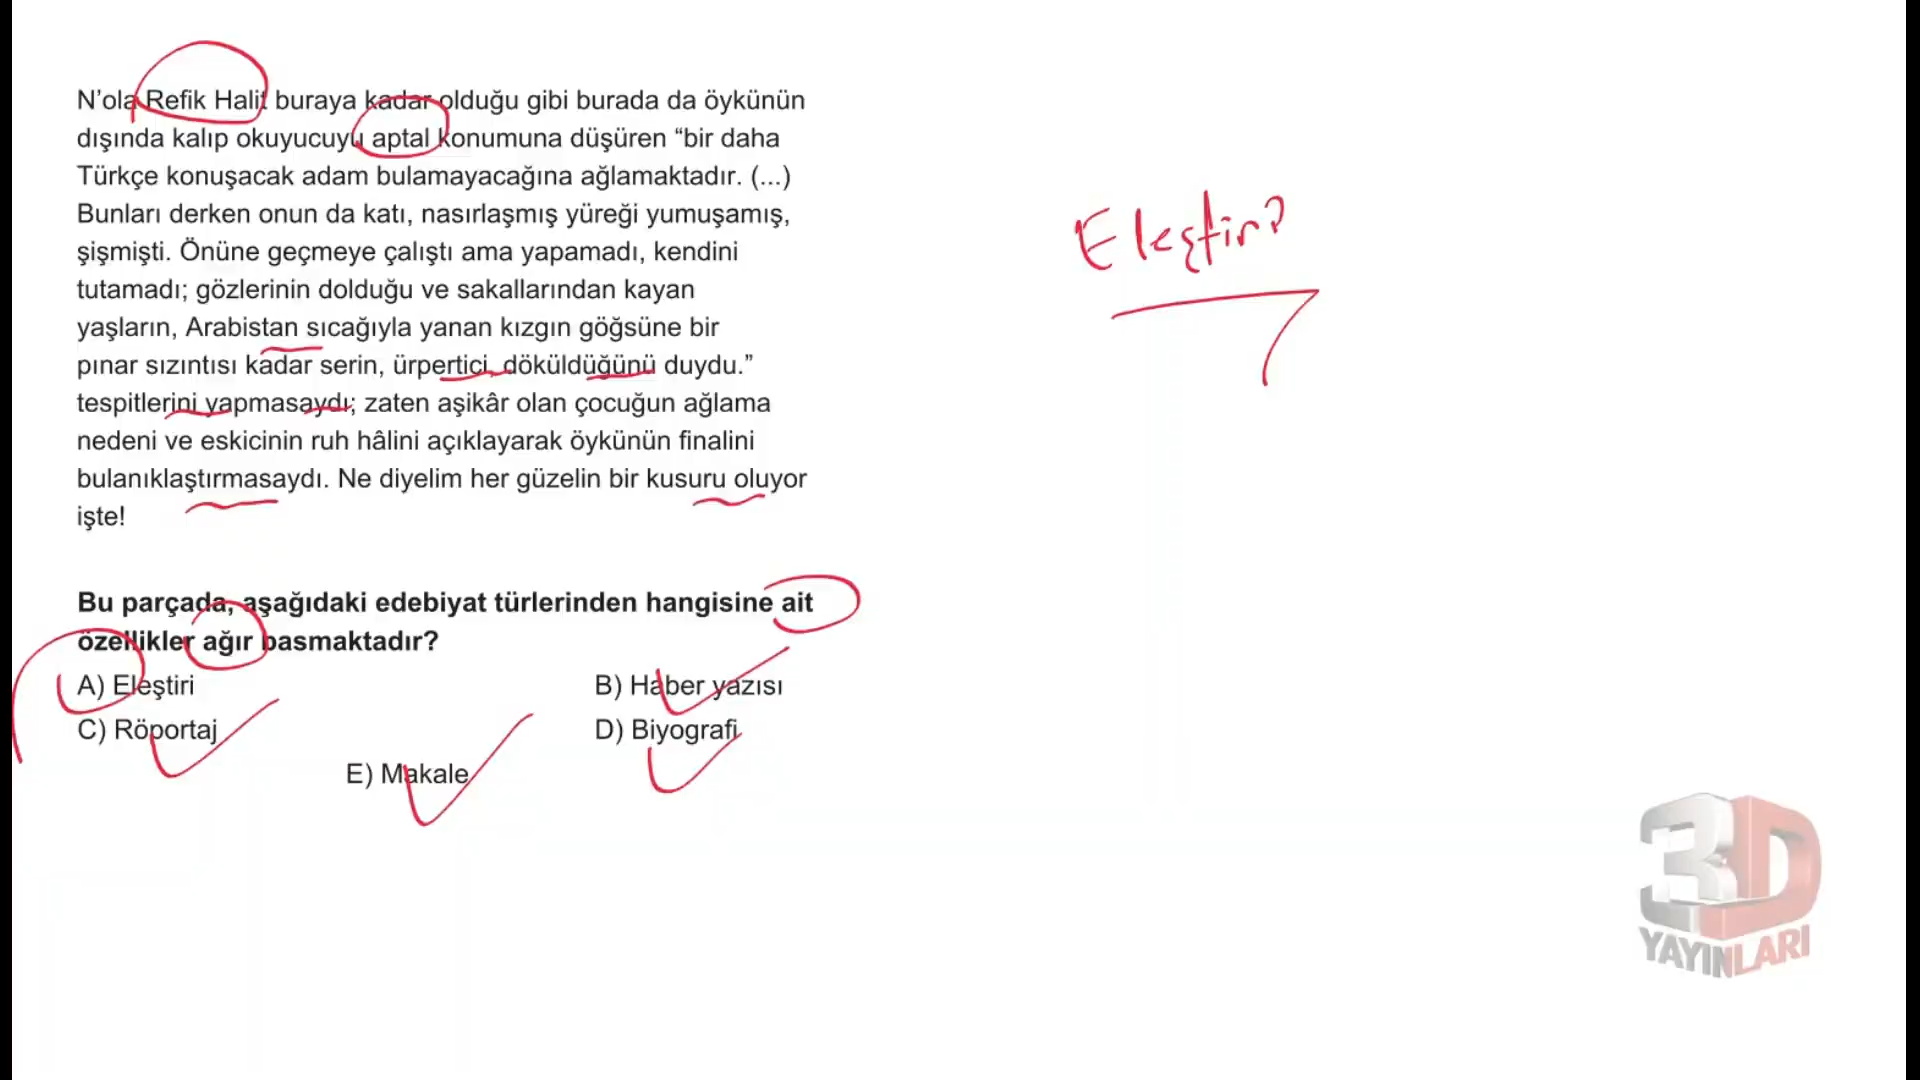 N’ola Refik Halit buraya kadar olduğu gibi burada da öykünün
dışında kalıp okuyucuyu aptal konumuna düşüren “bir daha
Türkçe konuşacak adam bulamayacağına ağlamaktadır. (...)
Bunları derken onun da katı, nasırlaşmış yüreği yumuşamış,
şişmişti. Önüne geçmeye çalıştı ama yapamadı, kendini
tutamadı; gözlerinin dolduğu ve sakallarından kayan
yaşların, Arabistan sıcağıyla yanan kızgın göğsüne bir
pınar sızıntısı kadar serin, ürpertici, döküldüğünü duydu.”
tespitlerini yapmasaydı; zaten aşikâr olan çocuğun ağlama
nedeni ve eskicinin ruh hâlini açıklayarak öykünün finalini
bulanıklaştırmasaydı. Ne diyelim her güzelin bir kusuru oluyor
işte!
Bu parçada, aşağıdaki edebiyat türlerinden hangisine ait
özellikler ağır basmaktadır?
A) Eleştiri
B) Haber yazısı
C) Röportaj
D) Biyografi
E) Makale
Eleştiri
3D
YAYINLARI